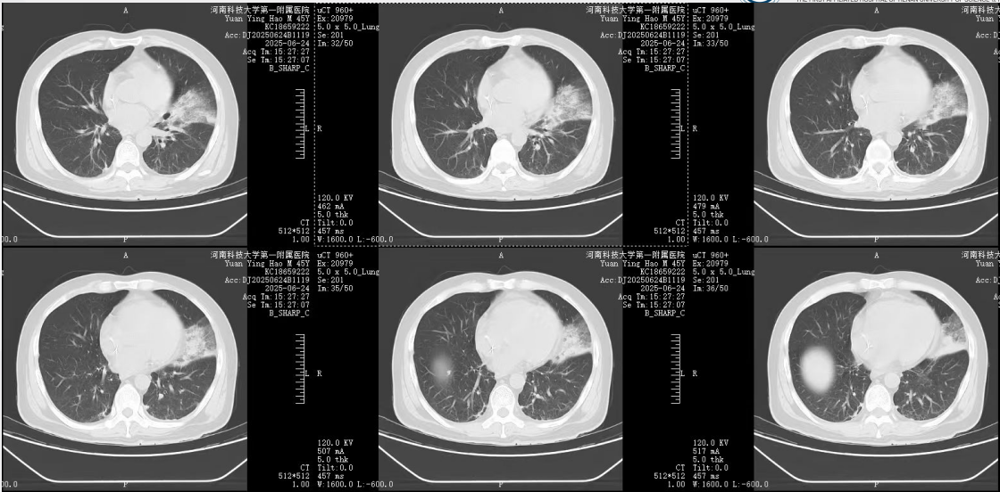 THE FIRST AFFILIATED HOSPITAL OF HENAN UNIVERSITY OF SCIENCE &
A
河南科技大学第一附属医院
Yuan Ying Hao M 45Y
KC18659222
Acc:DJ20250624B1119
2025-06-24
Acq Tm:15:27:27
Se Tm:15:27:07
B_SHARP_C
L
CT
512*512
1.00
P
00.0
uCT 960+
Ex:20979
5.0 x 5.0_Lung
Se:201
Im:32/50
R
120.0 KV
462 mA
5.0 thk
Tilt:0.0
457 ms
W:1600.0 L:-600.0
A
河南科技大学第一附属医院
Yuan Ying Hao M 45Y
KC18659222
Acc:DJ20250624B1119
2025-06-24
Acq Tm:15:27:27
Se Tm:15:27:07
B_SHARP_C
L
CT
512*512
1.00
uCT 960+
Ex:20979
5.0 x 5.0_Lung
Se:201
Im:33/50
R
120.0 KV
479 mA
5.0 thk
Tilt:0.0
457 ms
W:1600.0 L:-600.0
A
河南科技大
Yuan
Acc:D
A
河南科技大学第一附属医院
Yuan Ying Hao M 45Y
KC18659222
Acc:DJ20250624B1119
2025-06-24
Acq Tm:15:27:27
Se Tm:15:27:07
B_SHARP_C
L
CT
512*512
1.00
P
00.0
uCT 960+
Ex:20979
5.0 x 5.0_Lung
Se:201
Im:35/50
R
120.0 KV
507 mA
5.0 thk
Tilt:0.0
457 ms
W:1600.0 L:-600.0
A
河南科技大学第一附属医院
Yuan Ying Hao M 45Y
KC18659222
Acc:DJ20250624B1119
2025-06-24
Acq Tm:15:27:27
Se Tm:15:27:07
B_SHARP_C
L
CT
512*512
1.00
P
uCT 960+
Ex:20979
5.0 x 5.0_Lung
Se:201
Im:36/50
R
120.0 KV
517 mA
5.0 thk
Tilt:0.0
457 ms
W:1600.0 L:-600.0
A
河南科技大
Yuan
Acc:D
P